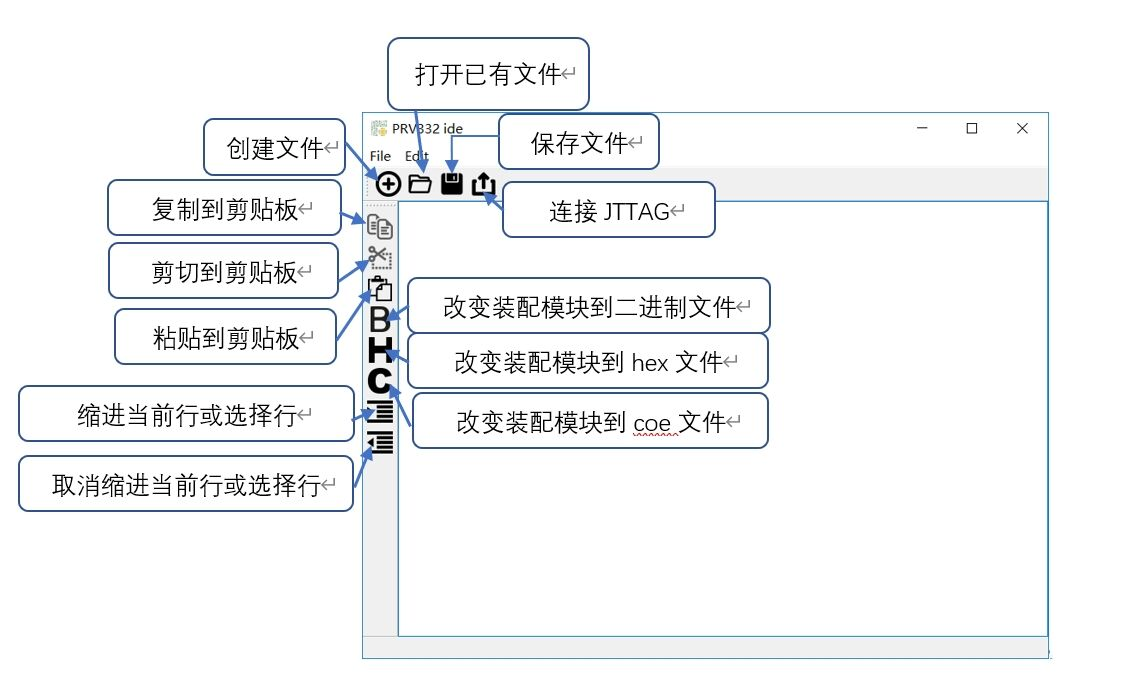 打开已有文件
PRV332 ide
保存文件
创建文件
File Edit
复制到剪贴板
连接 JTTAG
剪切到剪贴板
粘贴到剪贴板
改变装配模块到二进制文件
B
H
改变装配模块到 hex 文件
C
缩进当前行或选择行
改变装配模块到 coe 文件
取消缩进当前行或选择行